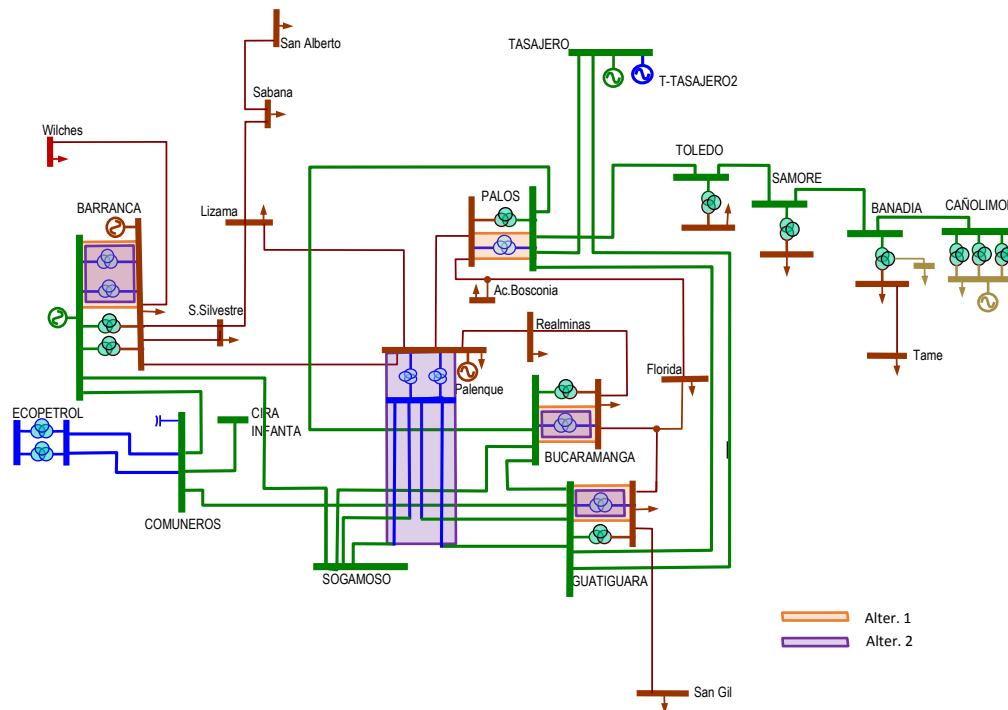 San Alberto
TASAJERO
T-TASAJERO2
Sabana
Wilches
TOLEDO
SAMORE
BANADIA
CAÑOLIMON
PALOS
BARRANCA
Lizama
Ac.Bosconia
S.Silvestre
Realminas
Palenque
Florida
Tame
ECOPETROL
CIRA
INFANTA
BUCARAMANGA
COMUNEROS
SOGAMOSO
GUATIGUARA
Alter. 1
Alter. 2
San Gil